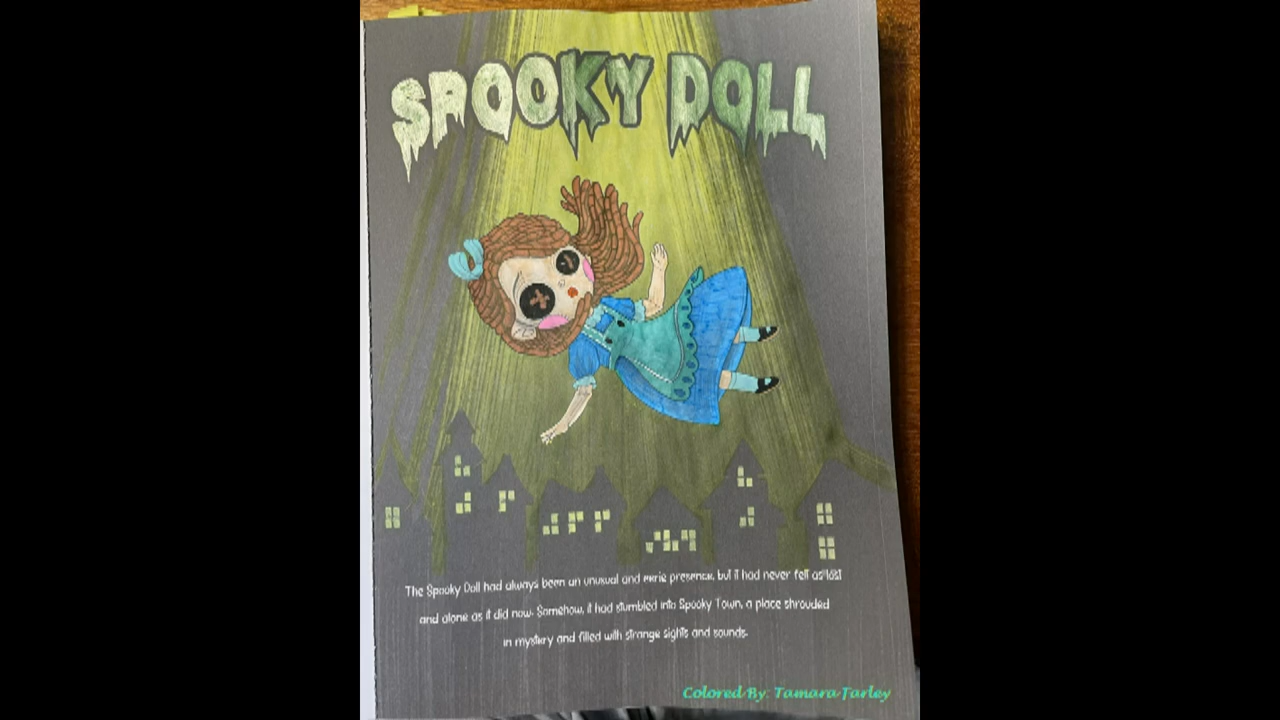 SPOOKY DOLL
The Spooky Doll had always been an unusual and eerie presence, but it had never felt as lost
and alone as it did now. Somehow, it had stumbled into Spooky Town, a place shrouded
in mystery and filled with strange sights and sounds.
Colored By: Tamara Farley